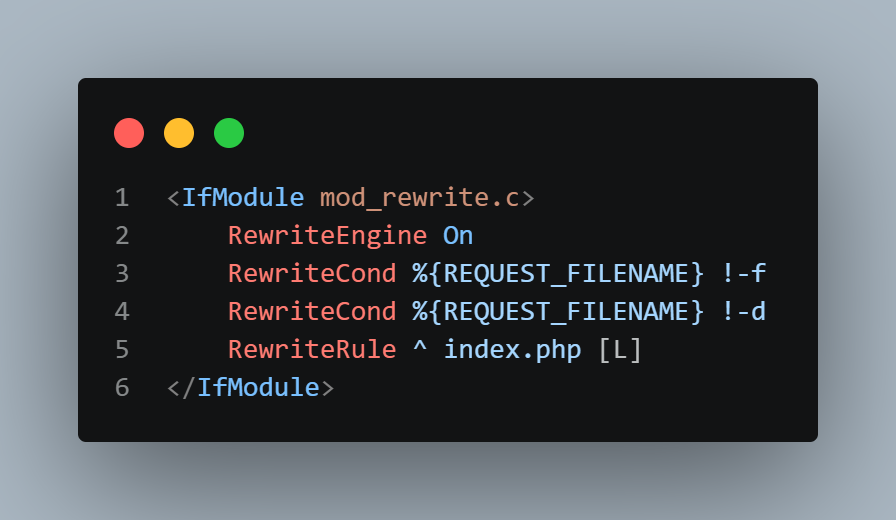 1 <IfModule mod_rewrite.c>
2     RewriteEngine On
3     RewriteCond %{REQUEST_FILENAME} !-f
4     RewriteCond %{REQUEST_FILENAME} !-d
5     RewriteRule ^ index.php [L]
6 </IfModule>